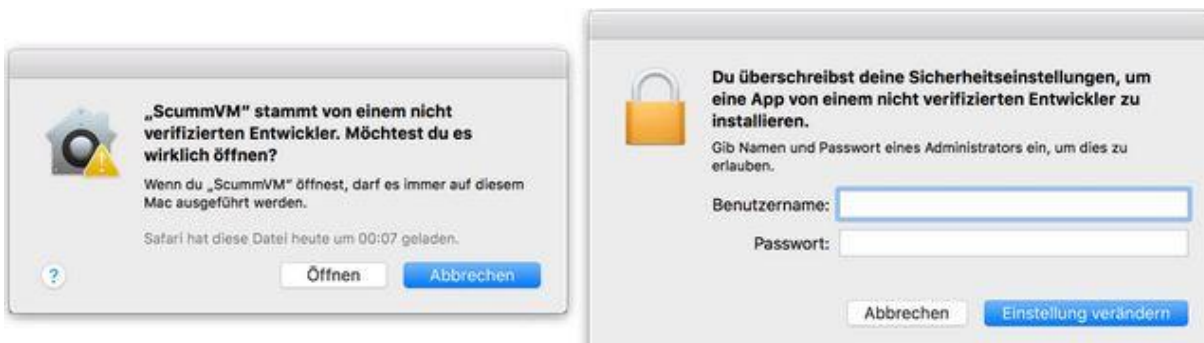 „ScummVM“ stammt von einem nicht
verifizierten Entwickler. Möchtest du es
wirklich öffnen?
Wenn du „ScummVM“ öffnest, darf es immer auf diesem
Mac ausgeführt werden.
Safari hat diese Datei heute um 00:07 geladen.
?
Öffnen
Abbrechen
Du überschreibst deine Sicherheitseinstellungen, um
eine App von einem nicht verifizierten Entwickler zu
installieren.
Gib Namen und Passwort eines Administrators ein, um dies zu
erlauben.
Benutzername:
Passwort:
Abbrechen
Einstellung verändern